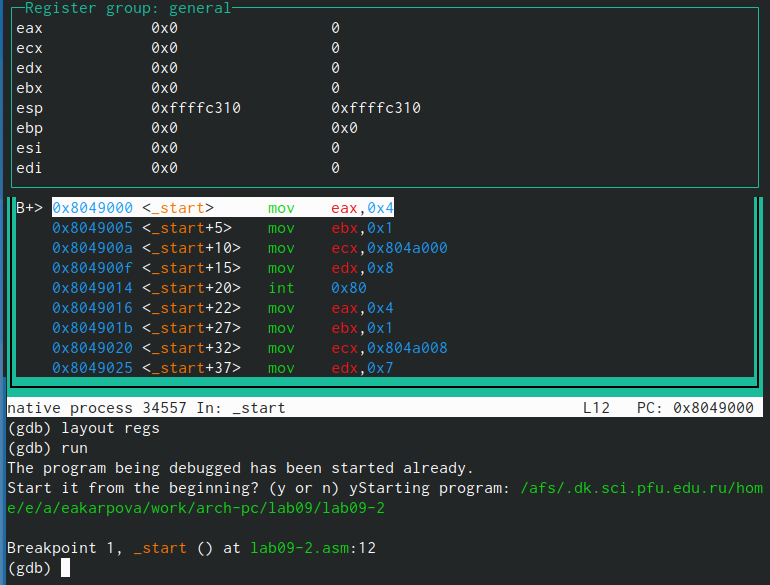 Register group: general
eax 0x0 0
ecx 0x0 0
edx 0x0 0
ebx 0x0 0
esp 0xffffc310 0xffffc310
ebp 0x0 0x0
esi 0x0 0
edi 0x0 0
B+> 0x8049000 <_start> mov eax,0x4
0x8049005 <_start+5> mov ebx,0x1
0x804900a <_start+10> mov ecx,0x804a000
0x804900f <_start+15> mov edx,0x8
0x8049014 <_start+20> int 0x80
0x8049016 <_start+22> mov eax,0x4
0x804901b <_start+27> mov ebx,0x1
0x8049020 <_start+32> mov ecx,0x804a008
0x8049025 <_start+37> mov edx,0x7
native process 34557 In: _start L12 PC: 0x8049000
(gdb) layout regs
(gdb) run
The program being debugged has been started already.
Start it from the beginning? (y or n) yStarting program: /afs/.dk.sci.pfu.edu.ru/hom
e/e/a/eakarpova/work/arch-pc/lab09/lab09-2
Breakpoint 1, _start () at lab09-2.asm:12
(gdb)